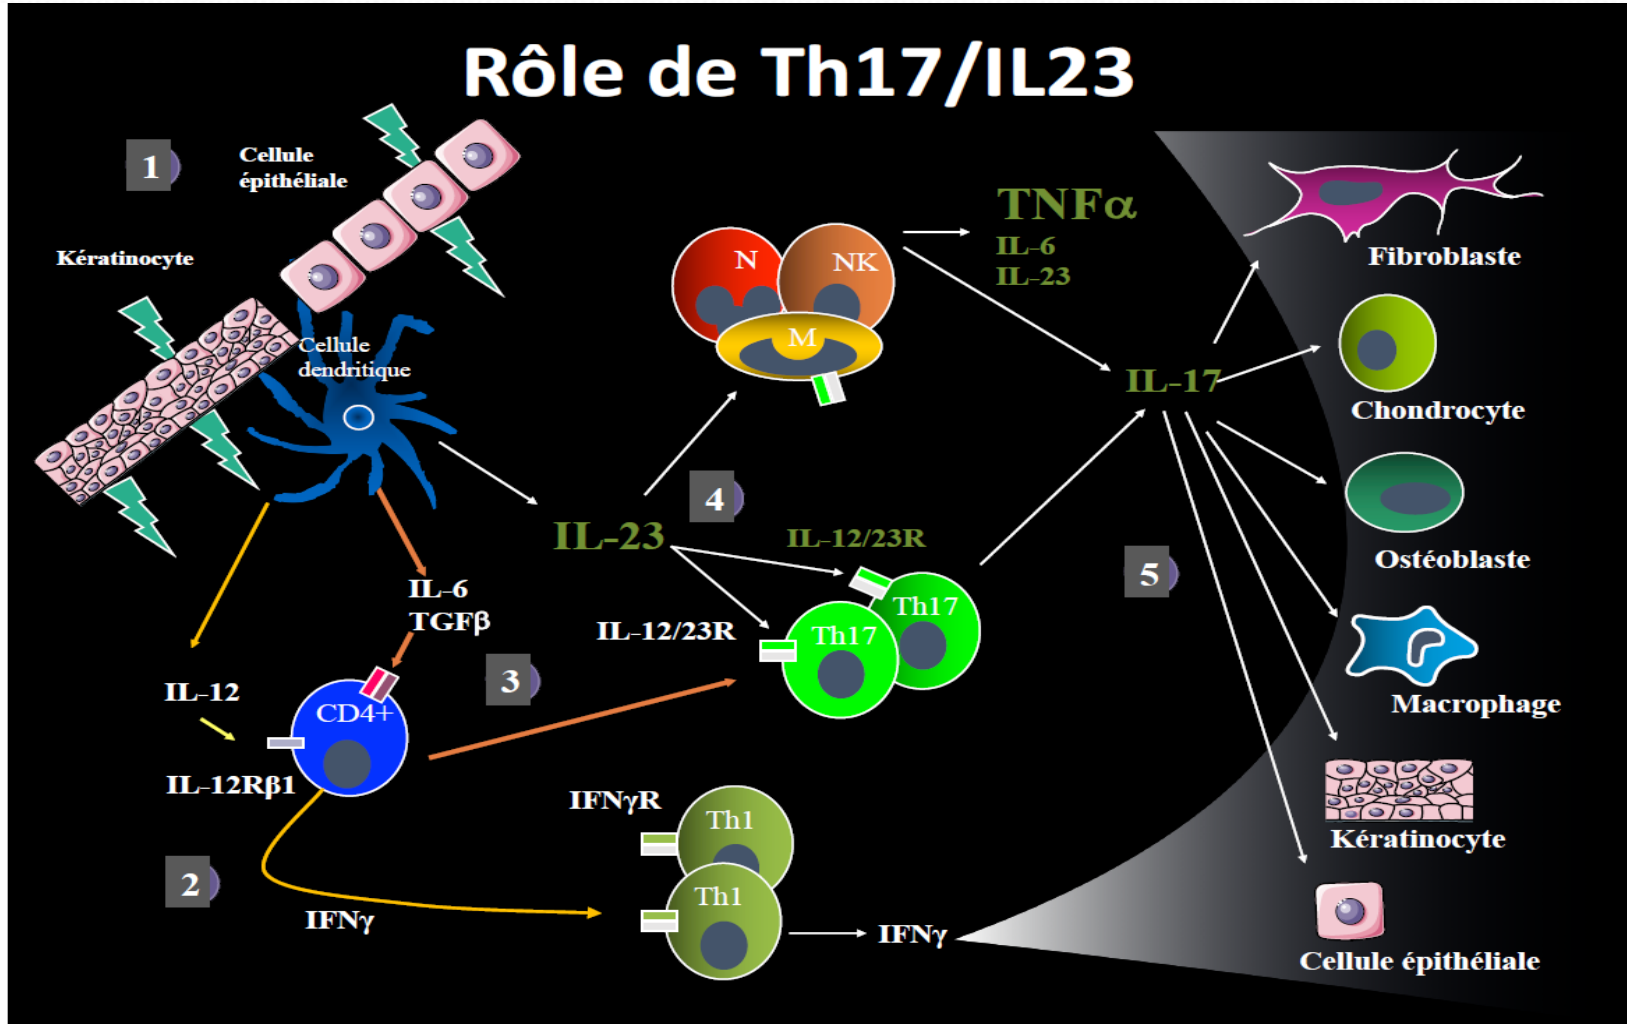 Rôle de Th17/IL23
1
Cellule
épithéliale
Kératinocyte
Cellule
dendritique
N
NK
M
TNFα
IL-6
IL-23
IL-17
Fibroblaste
Chondrocyte
Ostéoblaste
Macrophage
Kératinocyte
Cellule épithéliale
4
IL-23
IL-12/23R
IL-12/23R
Th17
Th17
5
IL-6
TGFβ
3
IL-12
CD4+
IL-12Rβ1
2
IFNγ
IFNγR
Th1
Th1
IFNγ